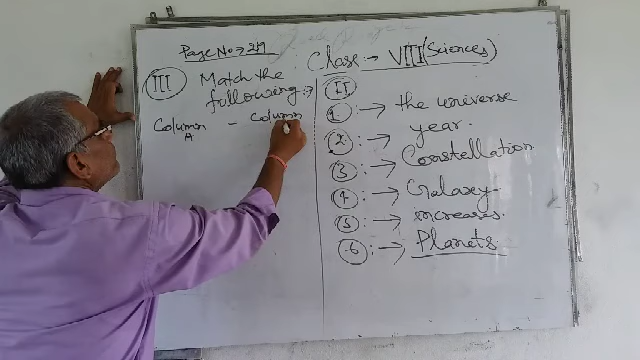 Page No → 211
Class → VIII (Sciences)
III Match the
following :→
Column A - Column
II
1 :→ the universe
2 :→ year.
3 :→ Constellation
4 :→ Galaxy
5 :→ increases.
6 :→ Planets